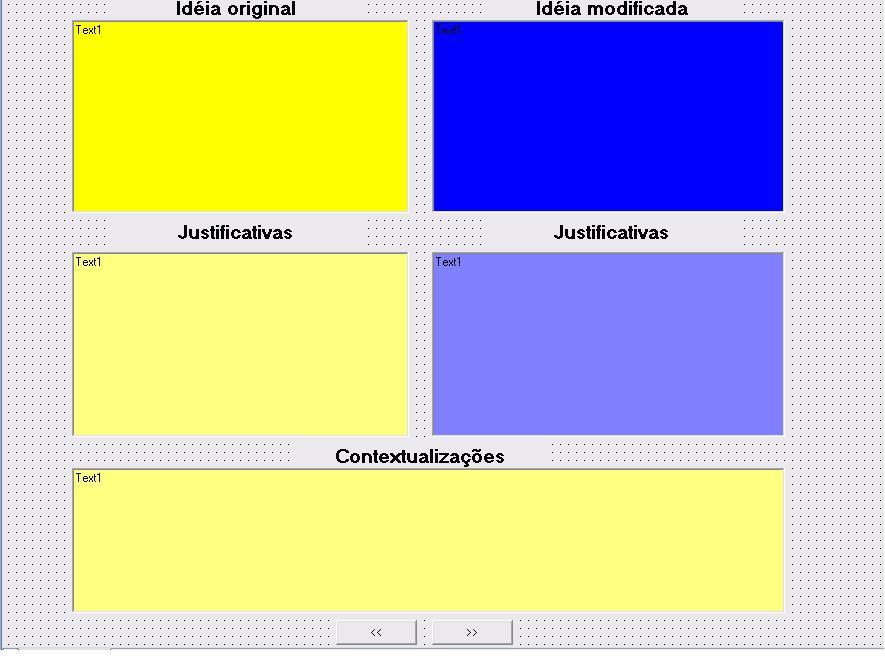 Idéia original Idéia modificada
Text1 Text1
Justificativas Justificativas
Text1 Text1
Contextualizações
Text1
<< >>